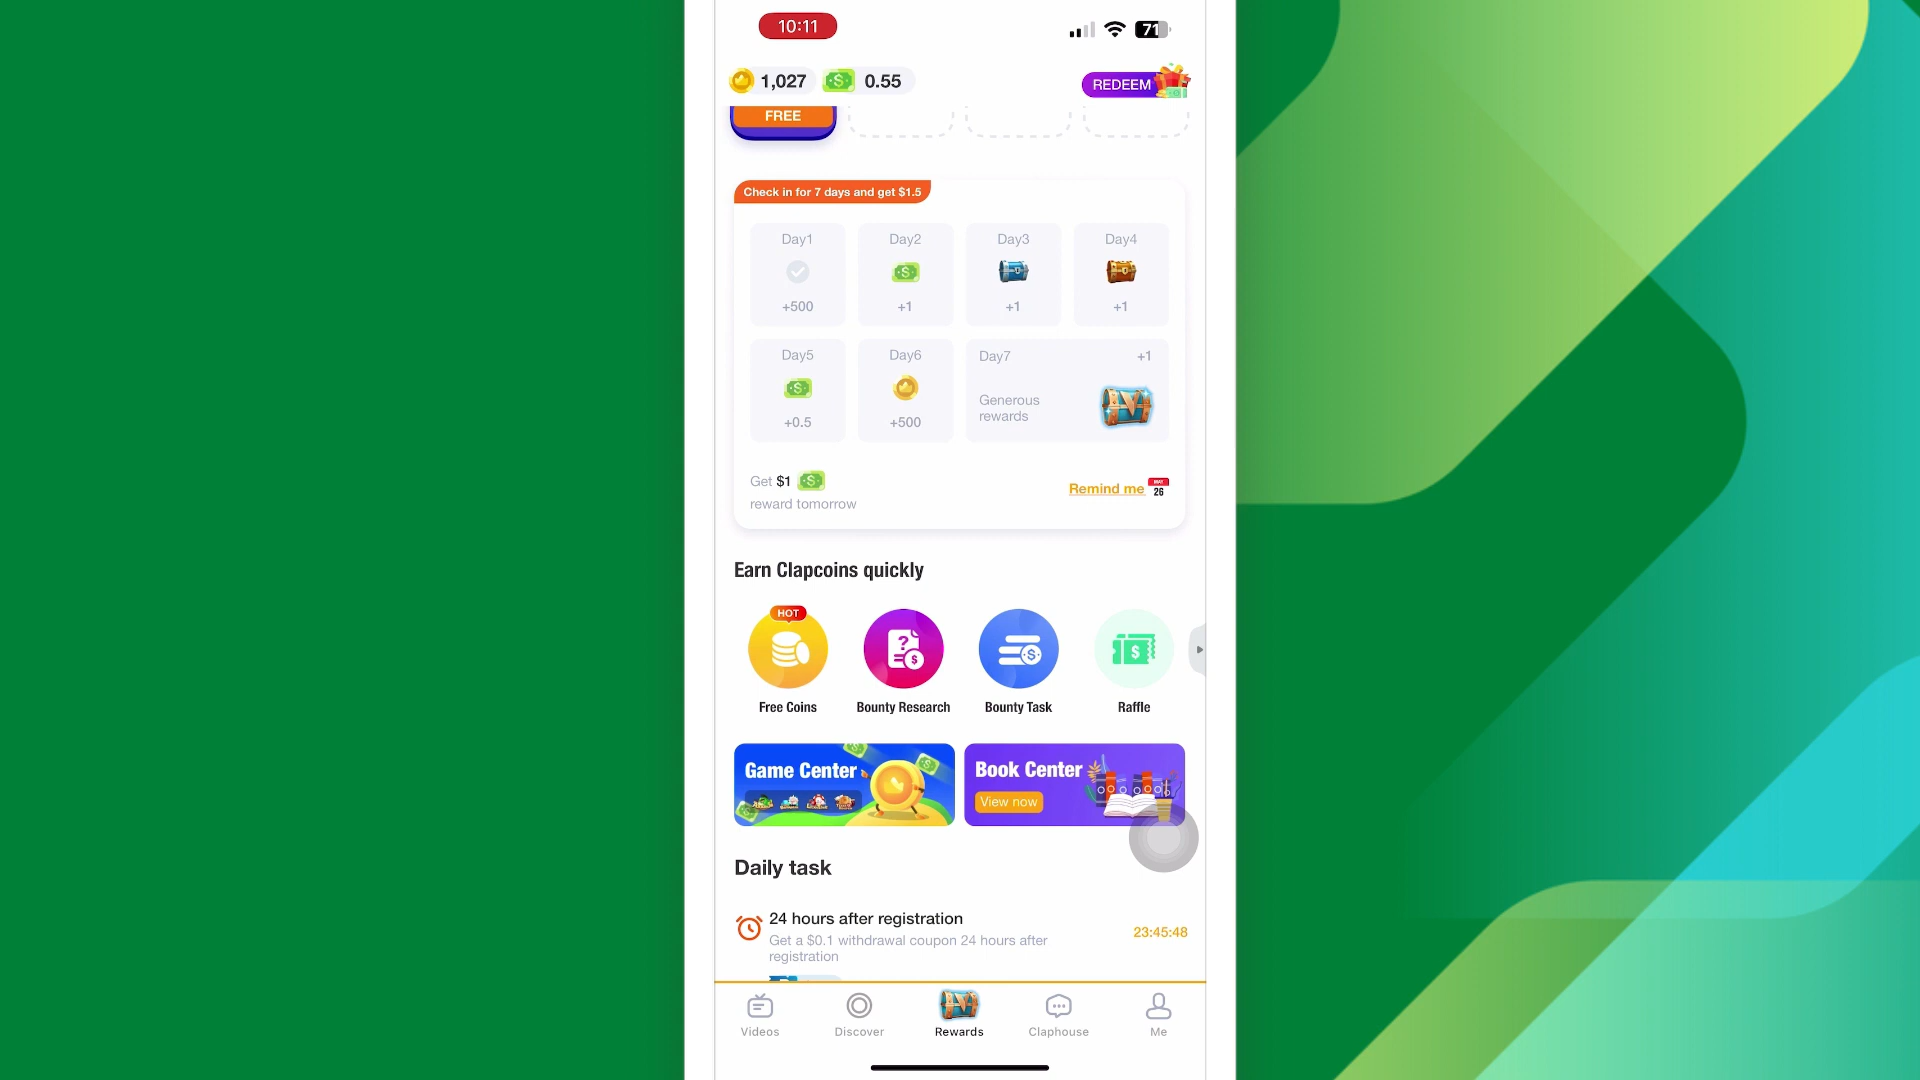 10:11
71
1,027
0.55
REDEEM
FREE
Check in for 7 days and get $1.5
Day1
Day2
Day3
Day4
+500
+1
+1
+1
Day5
Day6
Day7
+1
Generous
rewards
+0.5
+500
Get $1
reward tomorrow
Remind me
MAY
26
Earn Clapcoins quickly
HOT
Free Coins
Bounty Research
Bounty Task
Raffle
Game Center
Book Center
View now
Daily task
24 hours after registration
Get a $0.1 withdrawal coupon 24 hours after
registration
23:45:48
Videos
Discover
Rewards
Claphouse
Me